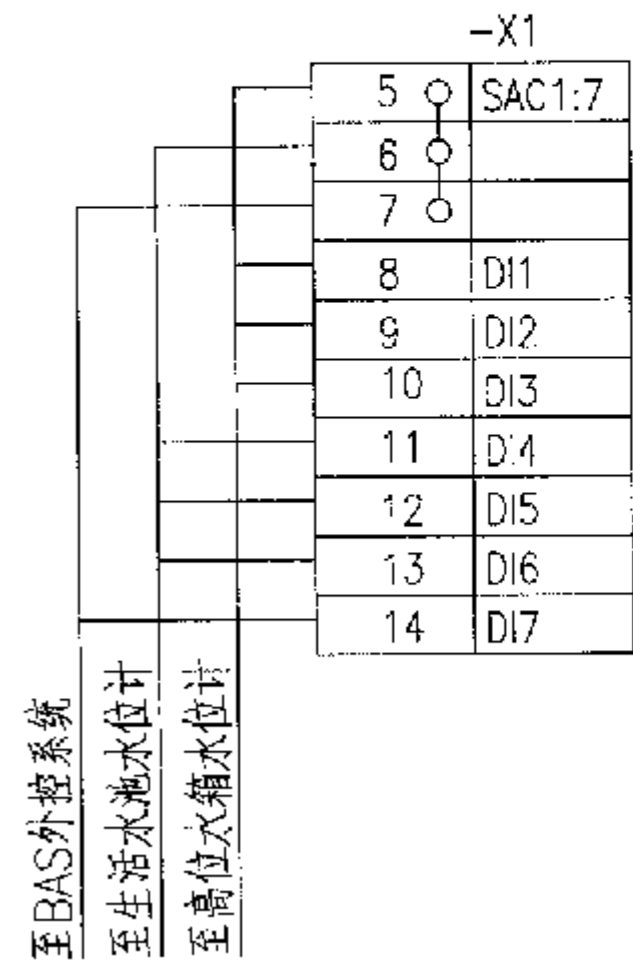 -X1
5 SAC1:7
6
7
8 DI1
9 DI2
10 DI3
11 DI4
12 DI5
13 DI6
14 DI7
至BAS外控系统
至生活水池水位计
至高位水箱水位计